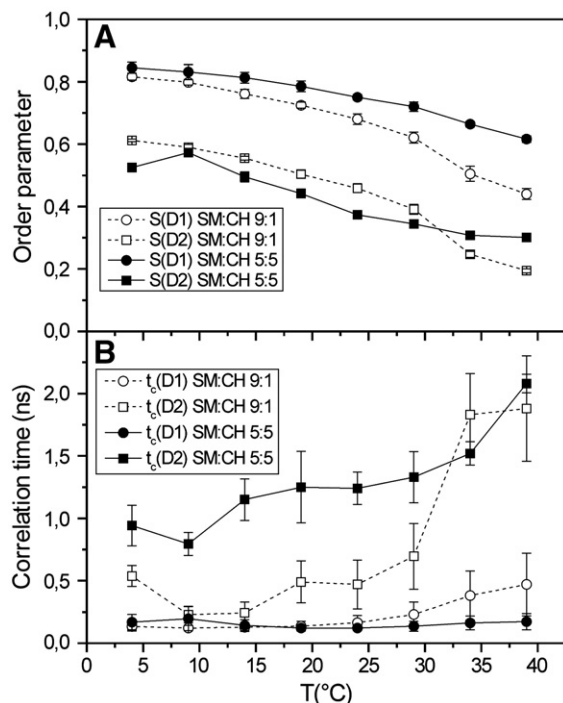 A
Order parameter
1,0
0,8
0,6
0,4
0,2
0,0
S(D1) SM:CH 9:1
S(D2) SM:CH 9:1
S(D1) SM:CH 5:5
S(D2) SM:CH 5:5
B
Correlation time (ns)
2,0
1,5
1,0
0,5
0,0
tc(D1) SM:CH 9:1
tc(D2) SM:CH 9:1
tc(D1) SM:CH 5:5
tc(D2) SM:CH 5:5
0 5 10 15 20 25 30 35 40
T(°C)